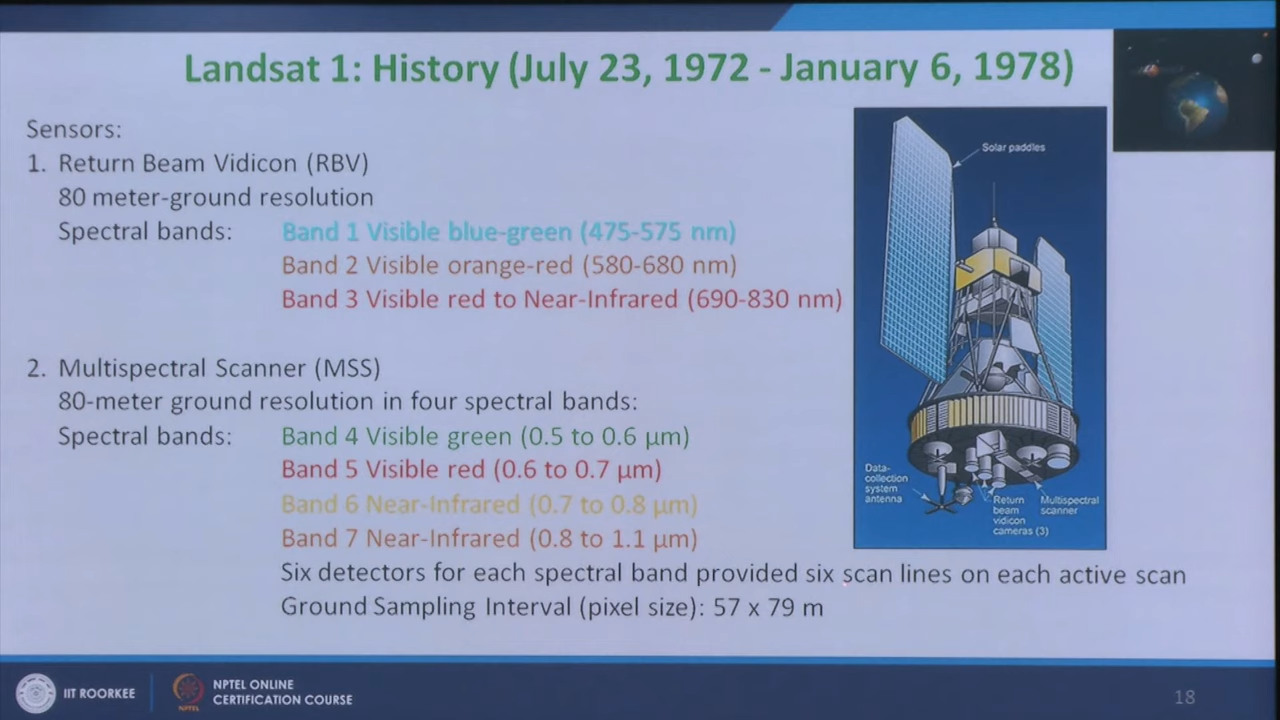 Landsat 1: History (July 23, 1972 - January 6, 1978)
Sensors:
1. Return Beam Vidicon (RBV)
80 meter-ground resolution
Spectral bands: Band 1 Visible blue-green (475-575 nm)
Band 2 Visible orange-red (580-680 nm)
Band 3 Visible red to Near-Infrared (690-830 nm)
2. Multispectral Scanner (MSS)
80-meter ground resolution in four spectral bands:
Spectral bands: Band 4 Visible green (0.5 to 0.6 µm)
Band 5 Visible red (0.6 to 0.7 µm)
Band 6 Near-Infrared (0.7 to 0.8 µm)
Band 7 Near-Infrared (0.8 to 1.1 µm)
Six detectors for each spectral band provided six scan lines on each active scan
Ground Sampling Interval (pixel size): 57 x 79 m
Solar paddles
Data-
collection
system
antenna
Return
beam
vidicon
cameras (3)
Multispectral
scanner
IIT ROORKEE
NPTEL
NPTEL ONLINE
CERTIFICATION COURSE
18